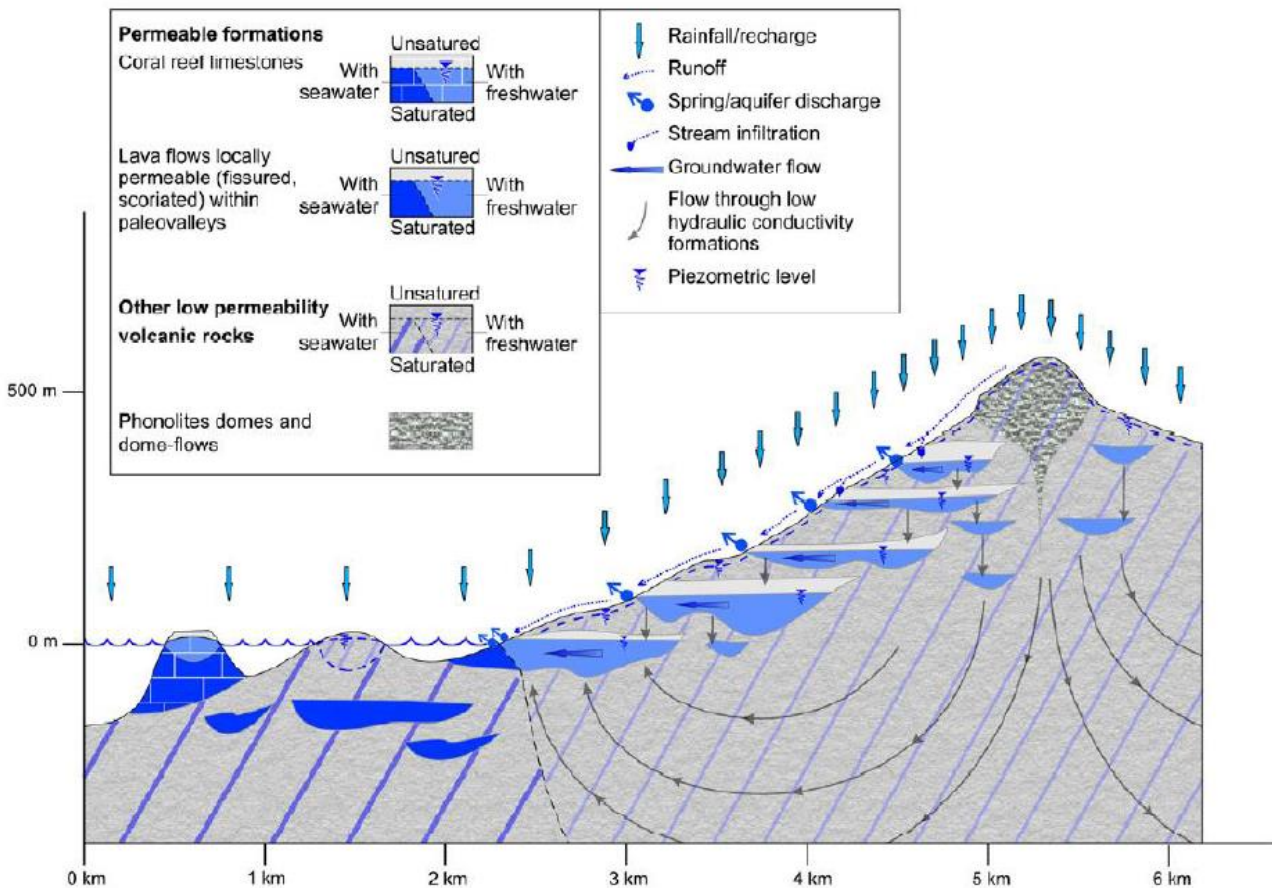 Permeable formations
Coral reef limestones
Unsatured
With seawater
With freshwater
Saturated
Lava flows locally
permeable (fissured,
scoriated) within
paleovalleys
Unsatured
With seawater
With freshwater
Saturated
Other low permeability
volcanic rocks
Unsatured
With seawater
With freshwater
Saturated
Phonolites domes and
dome-flows
Rainfall/recharge
Runoff
Spring/aquifer discharge
Stream infiltration
Groundwater flow
Flow through low
hydraulic conductivity
formations
Piezometric level
500 m
0 m
0 km
1 km
2 km
3 km
4 km
5 km
6 km